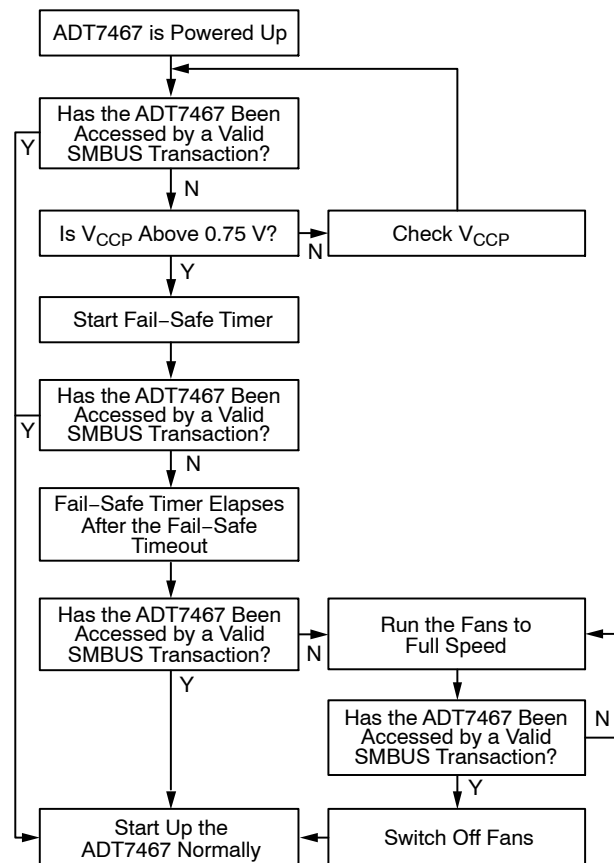 ADT7467 is Powered Up
Has the ADT7467 Been
Accessed by a Valid
SMBUS Transaction?
Y
N
Is VCCP Above 0.75 V?
N
Check VCCP
Y
Start Fail–Safe Timer
Has the ADT7467 Been
Accessed by a Valid
SMBUS Transaction?
Y
N
Fail–Safe Timer Elapses
After the Fail–Safe
Timeout
Has the ADT7467 Been
Accessed by a Valid
SMBUS Transaction?
N
Y
Run the Fans to
Full Speed
Has the ADT7467 Been
Accessed by a Valid
SMBUS Transaction?
N
Y
Start Up the
ADT7467 Normally
Switch Off Fans